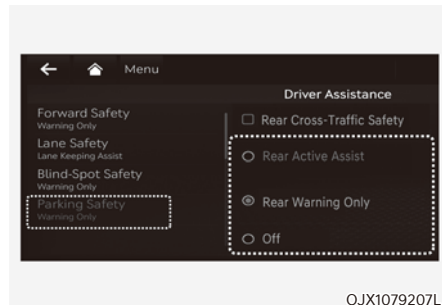 Menu
Driver Assistance
Forward Safety
Warning Only
Lane Safety
Lane Keeping Assist
Blind-Spot Safety
Warning Only
Parking Safety
Warning Only
Rear Cross-Traffic Safety
Rear Active Assist
Rear Warning Only
Off
OJX1079207L